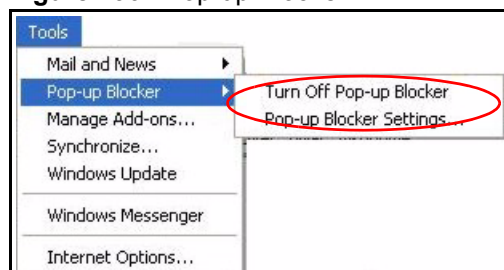 Tools
Mail and News
Pop-up Blocker
Turn Off Pop-up Blocker
Manage Add-ons...
Pop-up Blocker Settings...
Synchronize...
Windows Update
Windows Messenger
Internet Options...